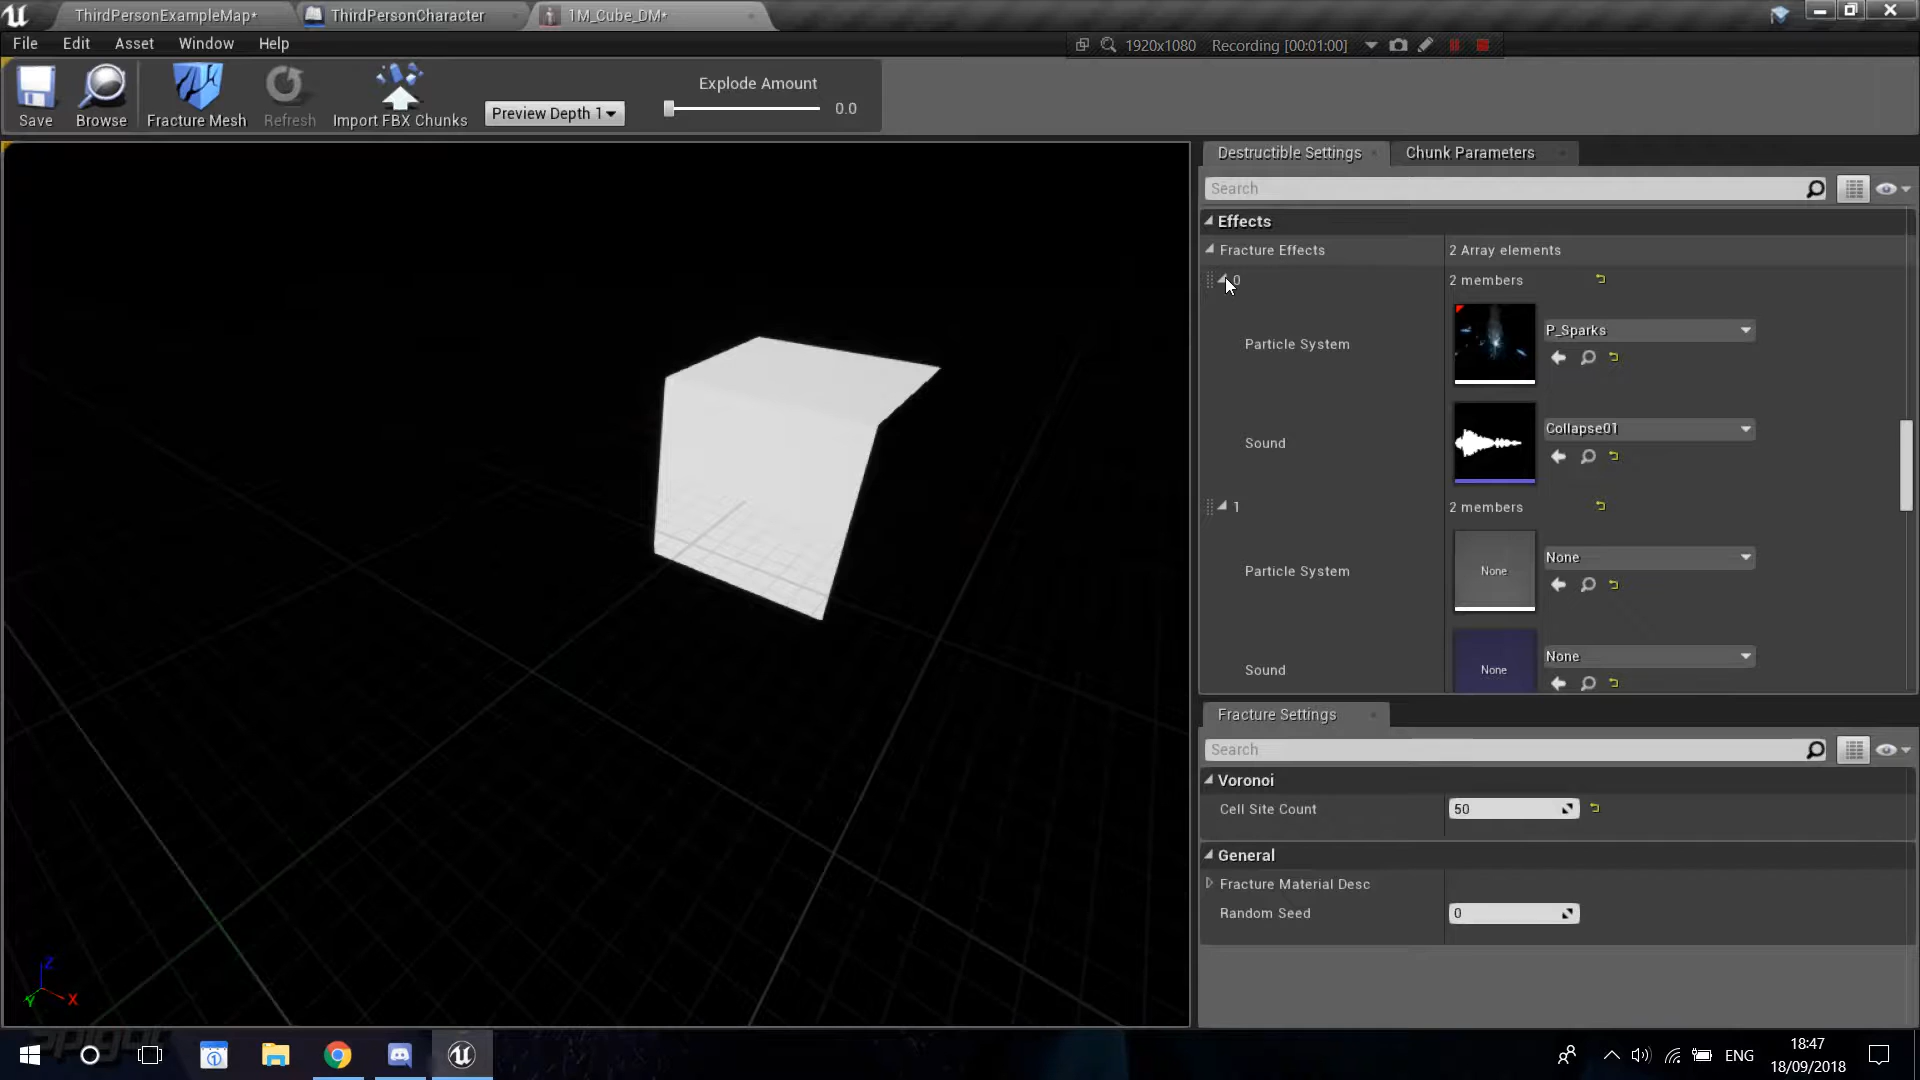 ThirdPersonExampleMap* ThirdPersonCharacter 1M_Cube_DM*
File Edit Asset Window Help
1920x1080 Recording [00:01:00]
Explode Amount
Preview Depth 1 0.0
Save Browse Fracture Mesh Refresh Import FBX Chunks
Destructible Settings Chunk Parameters
Search
Effects
Fracture Effects 2 Array elements
0 2 members
Particle System P_Sparks
Sound Collapse01
1 2 members
Particle System None None
Sound None None
Fracture Settings
Search
Voronoi
Cell Site Count 50
General
Fracture Material Desc
Random Seed 0
Z
Y X
18:47
ENG
18/09/2018